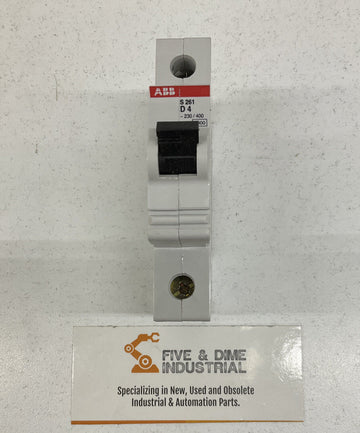 ABB
S 261
D 4
~ 230 / 400
FIVE & DIME
INDUSTRIAL
Specializing in New, Used and Obsolete
Industrial & Automation Parts.